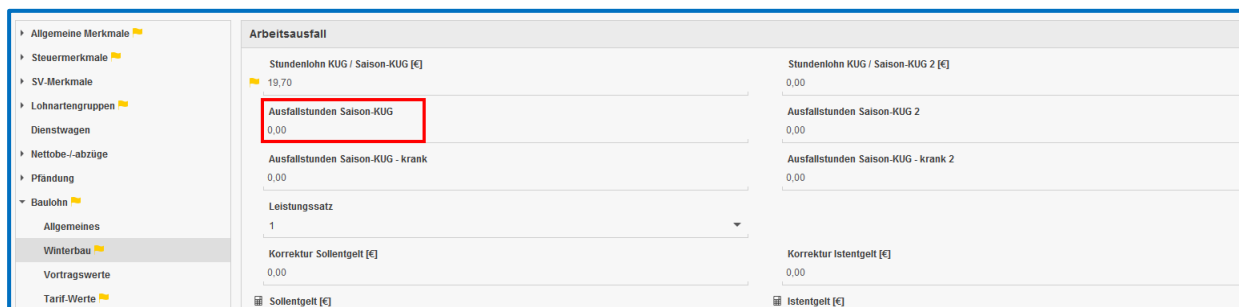 Allgemeine Merkmale
Steuermerkmale
SV-Merkmale
Lohnartengruppen
Dienstwagen
Nettobe-/-abzüge
Pfändung
Baulohn
Allgemeines
Winterbau
Vortragswerte
Tarif-Werte
Arbeitsausfall
Stundenlohn KUG / Saison-KUG [€]
19,70
Stundenlohn KUG / Saison-KUG 2 [€]
0,00
Ausfallstunden Saison-KUG
0,00
Ausfallstunden Saison-KUG 2
0,00
Ausfallstunden Saison-KUG - krank
0,00
Ausfallstunden Saison-KUG - krank 2
0,00
Leistungssatz
1
Korrektur Sollentgelt [€]
0,00
Korrektur Istentgelt [€]
0,00
Sollentgelt [€]
Istentgelt [€]